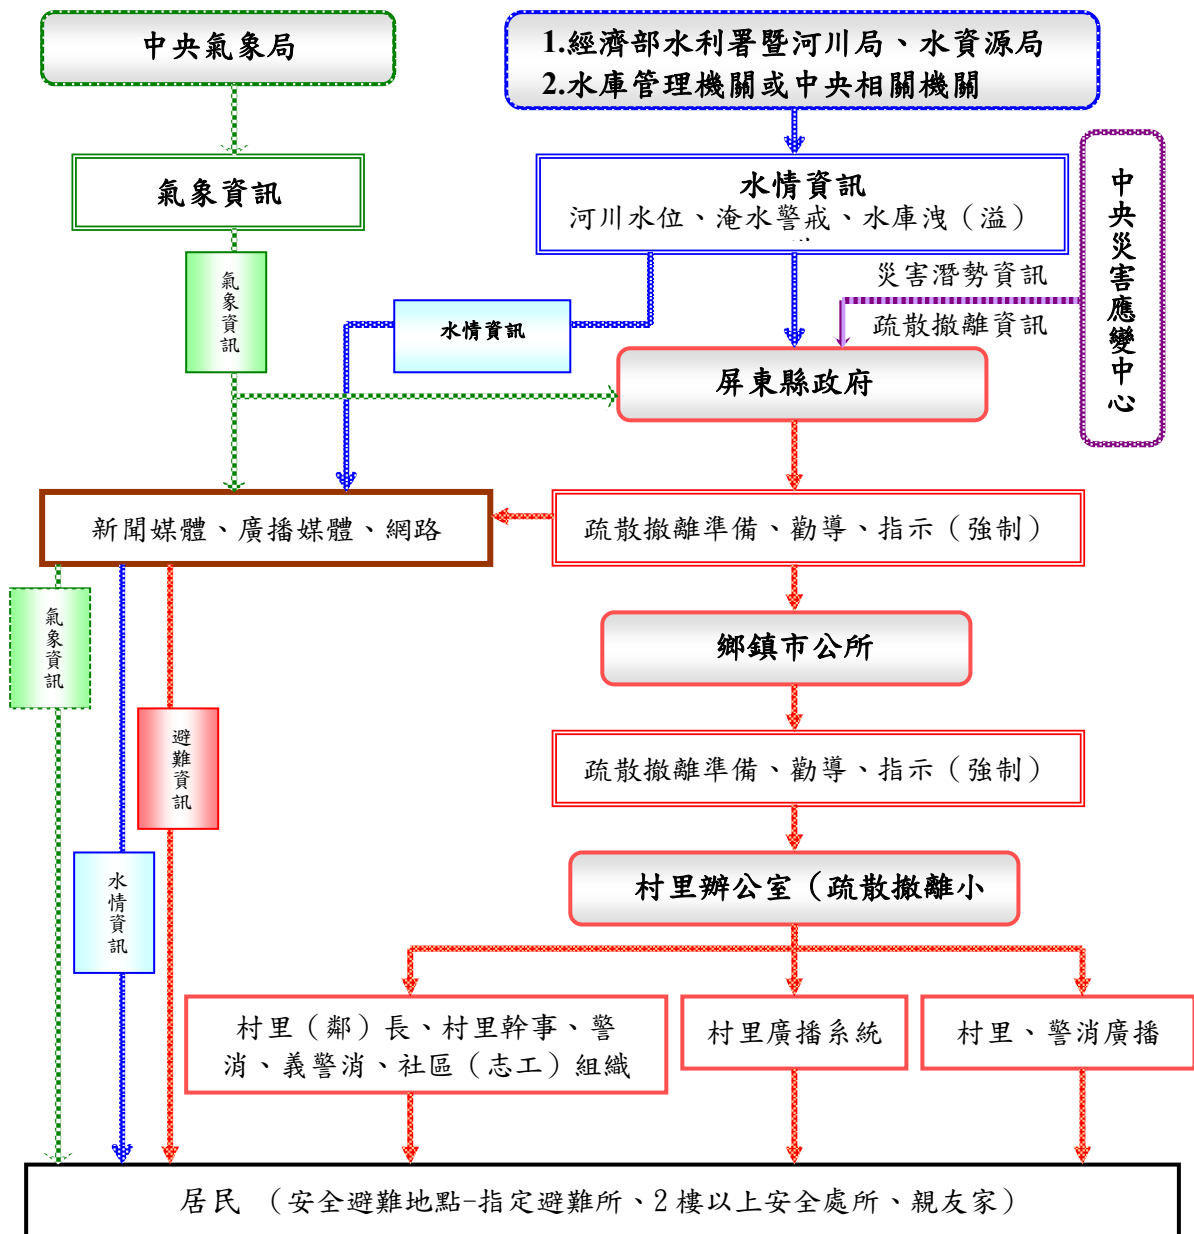 中央氣象局
1.經濟部水利署暨河川局、水資源局
2.水庫管理機關或中央相關機關
氣象資訊
水情資訊
河川水位、淹水警戒、水庫洩（溢）
中央災害應變中心
氣象資訊
水情資訊
災害潛勢資訊
疏散撤離資訊
屏東縣政府
新聞媒體、廣播媒體、網路
疏散撤離準備、勸導、指示（強制）
氣象資訊
鄉鎮市公所
避難資訊
疏散撤離準備、勸導、指示（強制）
水情資訊
村里辦公室（疏散撤離小
村里（鄰）長、村里幹事、警
消、義警消、社區（志工）組織
村里廣播系統
村里、警消廣播
居民 （安全避難地點-指定避難所、2 樓以上安全處所、親友家）